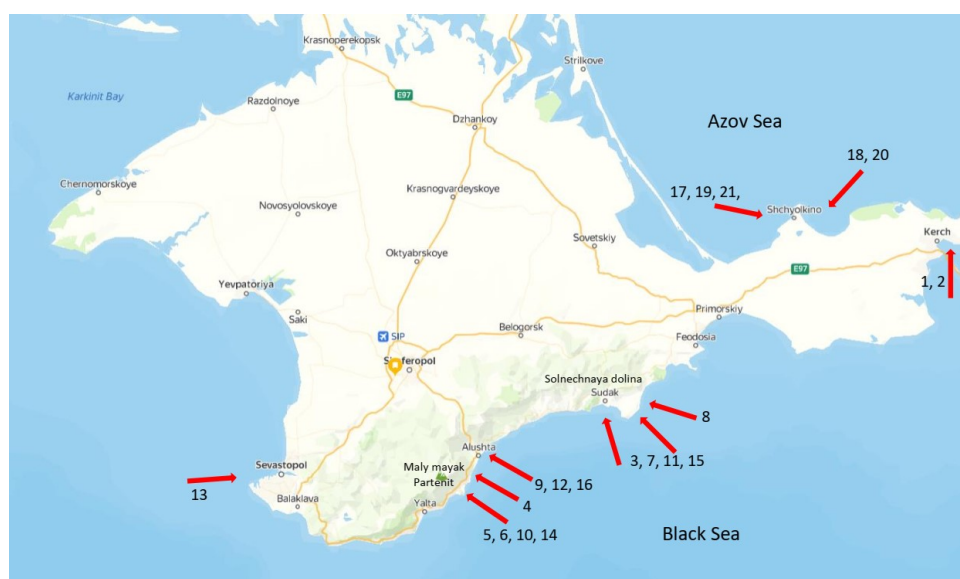 Krasnoperekopsk
Strilkove
Karkinit Bay
E97
Razdolnoye
Azov Sea
Dzhankoy
18, 20
Chernomorskoye
Krasnogvardeyskoye
17, 19, 21,
Shchyolkino
Novosyolovskoye
Kerch
Oktyabrskoye
Sovetskiy
E97
1, 2
Yevpatoriya
Saki
Primorskiy
SIP
Belogorsk
Feodosia
Solnechnaya dolina
Sudak
8
Alushta
3, 7, 11, 15
Sevastopol
Maly mayak
Partenit
9, 12, 16
13
Balaklava
Yalta
4
5, 6, 10, 14
Black Sea